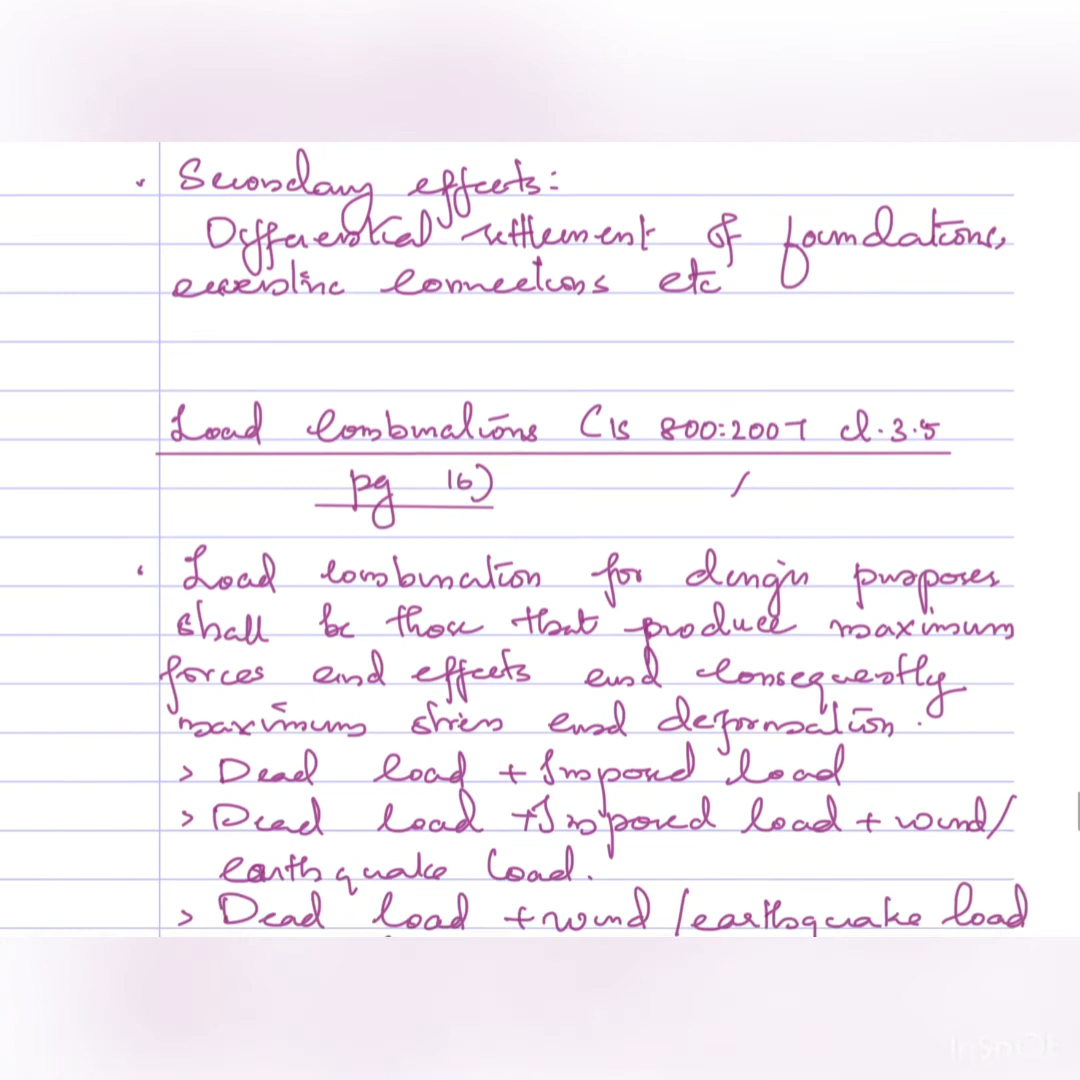 • Secondary effects:
Differential settlement of foundations,
eccentric connections etc
Load Combinations (IS 800:2007 cl.3.5
pg 16)
• Load combination for design purposes
shall be those that produce maximum
forces and effects and consequently
maximum stress and deformation.
> Dead load + Imposed load
> Dead load + Imposed load + wind/
earthquake load.
> Dead load + wind /earthquake load
InShOt